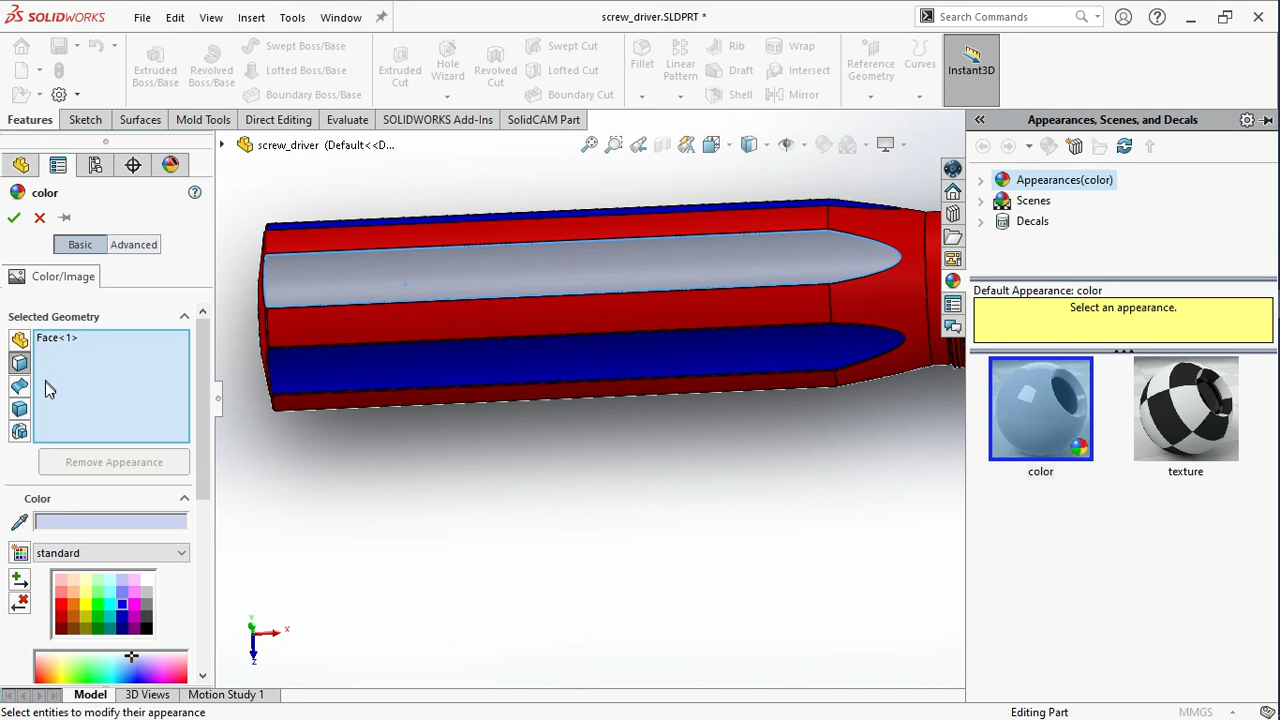 SOLIDWORKS File Edit View Insert Tools Window screw_driver.SLDPRT * Search Commands
Extruded Boss/Base Revolved Boss/Base Swept Boss/Base Lofted Boss/Base Boundary Boss/Base Extruded Cut Hole Wizard Revolved Cut Swept Cut Lofted Cut Boundary Cut Fillet Linear Pattern Rib Draft Shell Wrap Intersect Mirror Reference Geometry Curves Instant3D
Features Sketch Surfaces Mold Tools Direct Editing Evaluate SOLIDWORKS Add-Ins SolidCAM Part
Appearances, Scenes, and Decals
screw_driver (Default<<D...
color
Basic Advanced
Color/Image
Selected Geometry
Face<1>
Remove Appearance
Color
standard
Appearances(color)
Scenes
Decals
Default Appearance: color
Select an appearance.
color texture
Y
X
Z
Model 3D Views Motion Study 1
Select entities to modify their appearance Editing Part MMGS